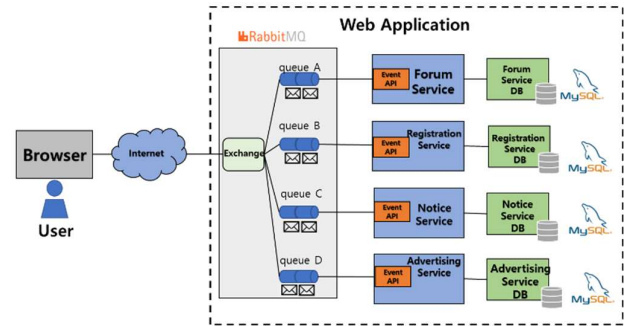 Web Application
RabbitMQ
queue A
Event
API
Forum
Service
Forum
Service
DB
MySQL
queue B
Event
API
Registration
Service
Registration
Service
DB
MySQL
Browser
Internet
Exchange
User
queue C
Event
API
Notice
Service
Notice
Service
DB
MySQL
queue D
Event
API
Advertising
Service
Advertising
Service
DB
MySQL